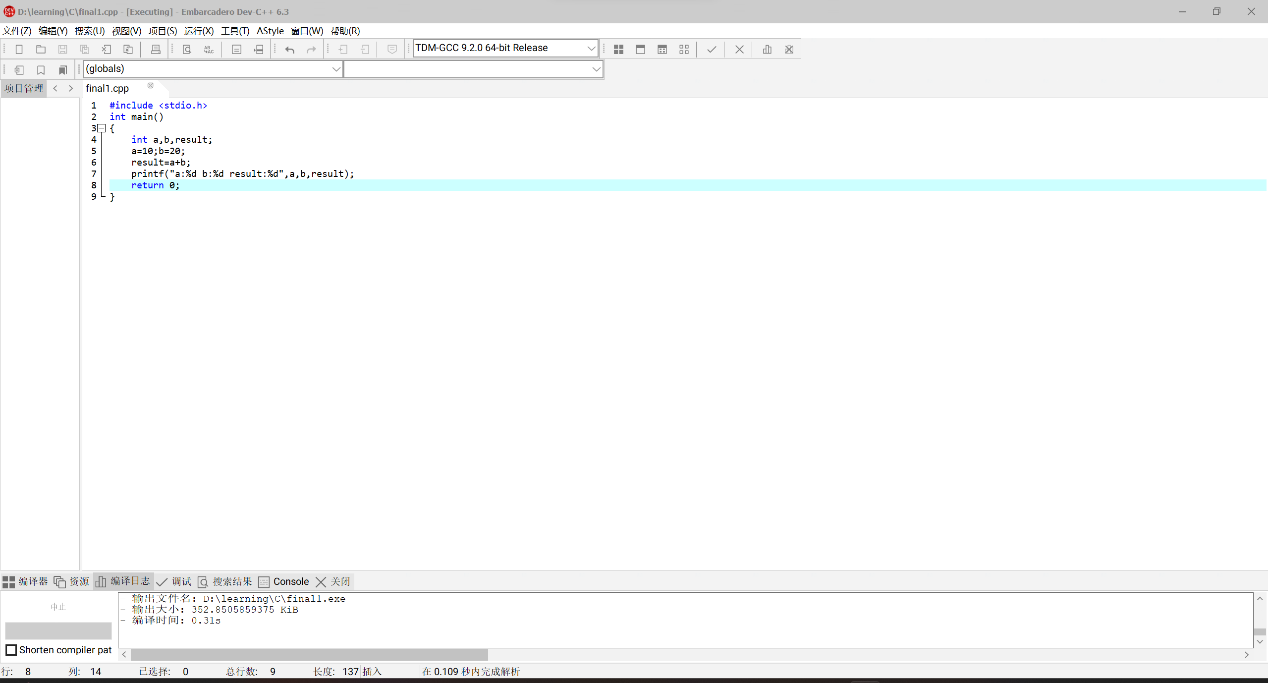 D:\learning\C\final1.cpp - [Executing] - Embarcadero Dev-C++ 6.3
文件(Z) 编辑(Y) 搜索(U) 视图(V) 项目(S) 运行(X) 工具(T) AStyle 窗口(W) 帮助(R)
TDM-GCC 9.2.0 64-bit Release
(globals)
项目管理 final1.cpp
1 #include <stdio.h>
2 int main()
3 {
4 int a,b,result;
5 a=10;b=20;
6 result=a+b;
7 printf("a:%d b:%d result:%d",a,b,result);
8 return 0;
9 }
编译器 资源 编译日志 调试 搜索结果 Console 关闭
中止
- 输出文件名: D:\learning\C\final1.exe
- 输出大小: 352.8505859375 KiB
- 编译时间: 0.31s
Shorten compiler pat
行: 8 列: 14 已选择: 0 总行数: 9 长度: 137 插入 在 0.109 秒内完成解析